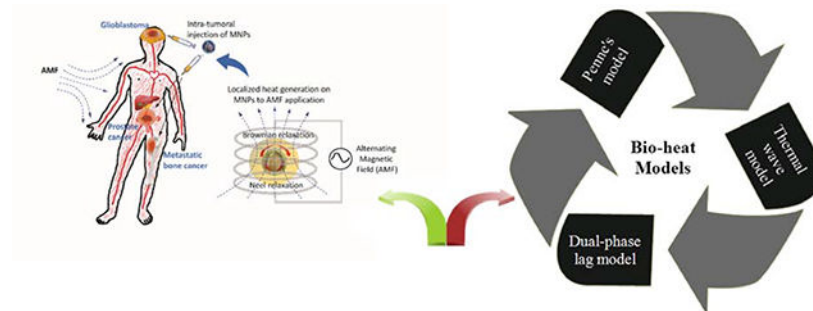 Glioblastoma
Intra-tumoral
injection of MNPs
AMF
Localized heat generation on
MNPs to AMF application
Prostate
cancer
Metastatic
bone cancer
Brownian relaxation
Neel relaxation
Alternating
Magnetic
Field (AMF)
Penne's
model
Bio-heat
Models
Thermal
wave
model
Dual-phase
lag model